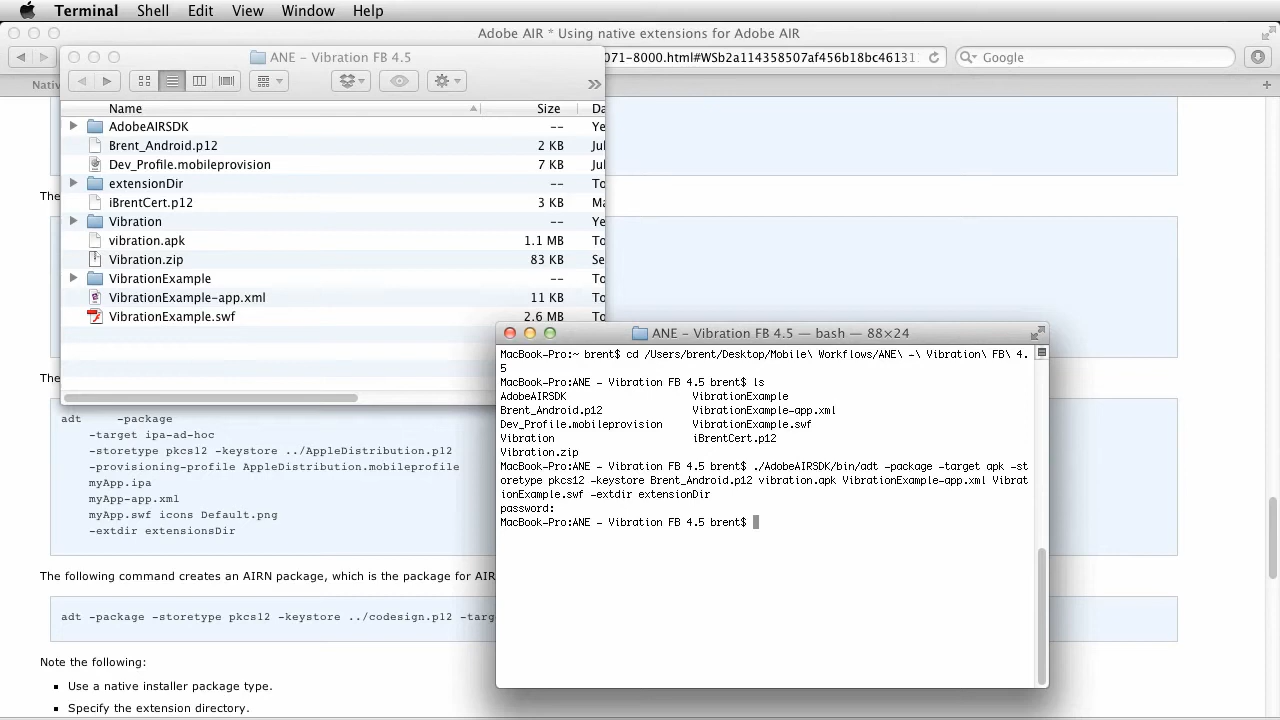 Terminal Shell Edit View Window Help
Adobe AIR * Using native extensions for Adobe AIR
071-8000.html#WSb2a114358507af456b18bc46131
Google
ANE – Vibration FB 4.5
Name Size
AdobeAIRSDK --
Brent_Android.p12 2 KB
Dev_Profile.mobileprovision 7 KB
extensionDir --
iBrentCert.p12 3 KB
Vibration --
vibration.apk 1.1 MB
Vibration.zip 83 KB
VibrationExample --
VibrationExample-app.xml 11 KB
VibrationExample.swf 2.6 MB
adt -package
-target ipa-ad-hoc
-storetype pkcs12 -keystore ../AppleDistribution.p12
-provisioning-profile AppleDistribution.mobileprofile
myApp.ipa
myApp-app.xml
myApp.swf icons Default.png
-extdir extensionsDir
The following command creates an AIRN package, which is the package for AIR
adt -package -storetype pkcs12 -keystore ../codesign.p12 -targ
Note the following:
▪ Use a native installer package type.
▪ Specify the extension directory.
ANE – Vibration FB 4.5 — bash — 88×24
MacBook-Pro:~ brent$ cd /Users/brent/Desktop/Mobile\ Workflows/ANE\ -\ Vibration\ FB\ 4.
5
MacBook-Pro:ANE - Vibration FB 4.5 brent$ ls
AdobeAIRSDK VibrationExample
Brent_Android.p12 VibrationExample-app.xml
Dev_Profile.mobileprovision VibrationExample.swf
Vibration iBrentCert.p12
Vibration.zip
MacBook-Pro:ANE - Vibration FB 4.5 brent$ ./AdobeAIRSDK/bin/adt -package -target apk -st
oretype pkcs12 -keystore Brent_Android.p12 vibration.apk VibrationExample-app.xml Vibrat
ionExample.swf -extdir extensionDir
password:
MacBook-Pro:ANE - Vibration FB 4.5 brent$